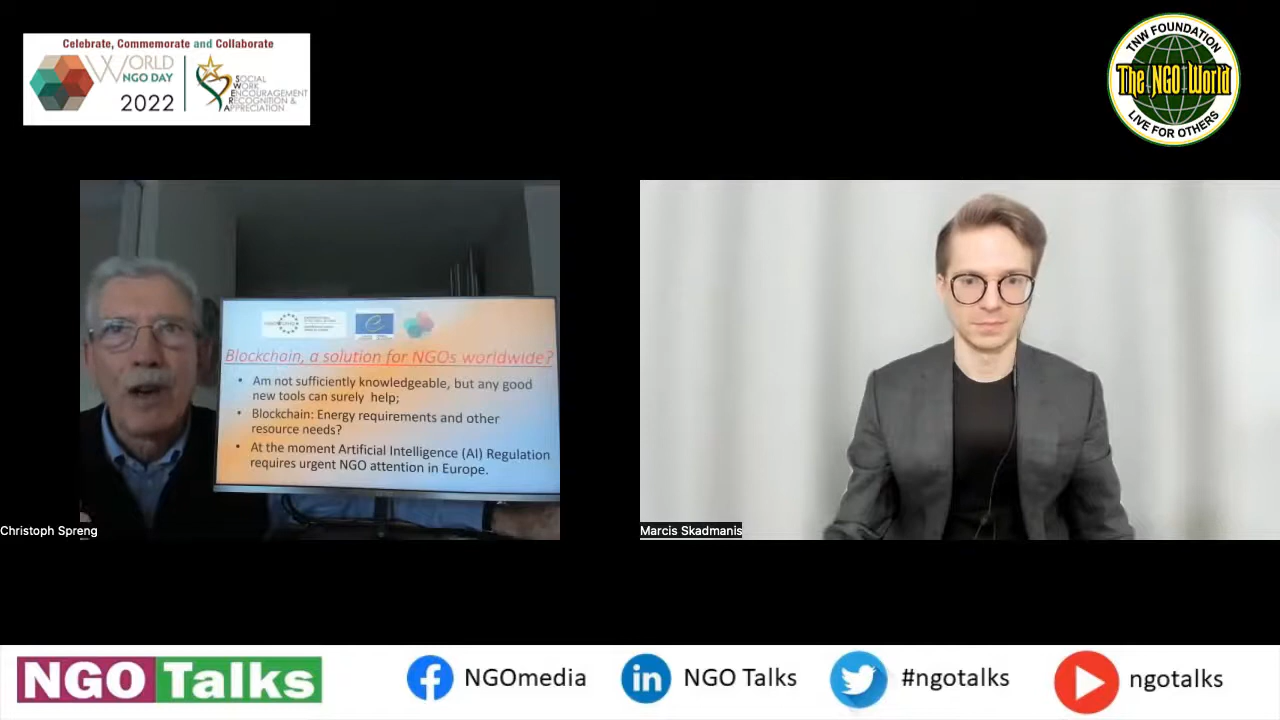 Celebrate, Commemorate and Collaborate
WORLD
NGO DAY
2022
SOCIAL
WORK
ENCOURAGEMENT
RECOGNITION &
APPRECIATION
TNW FOUNDATION
The NGO World
LIVE FOR OTHERS
Blockchain, a solution for NGOs worldwide?
• Am not sufficiently knowledgeable, but any good
new tools can surely help;
• Blockchain: Energy requirements and other
resource needs?
• At the moment Artificial Intelligence (AI) Regulation
requires urgent NGO attention in Europe.
Christoph Spreng
Marcis Skadmanis
NGO Talks
NGOmedia
in NGO Talks
#ngotalks
ngotalks